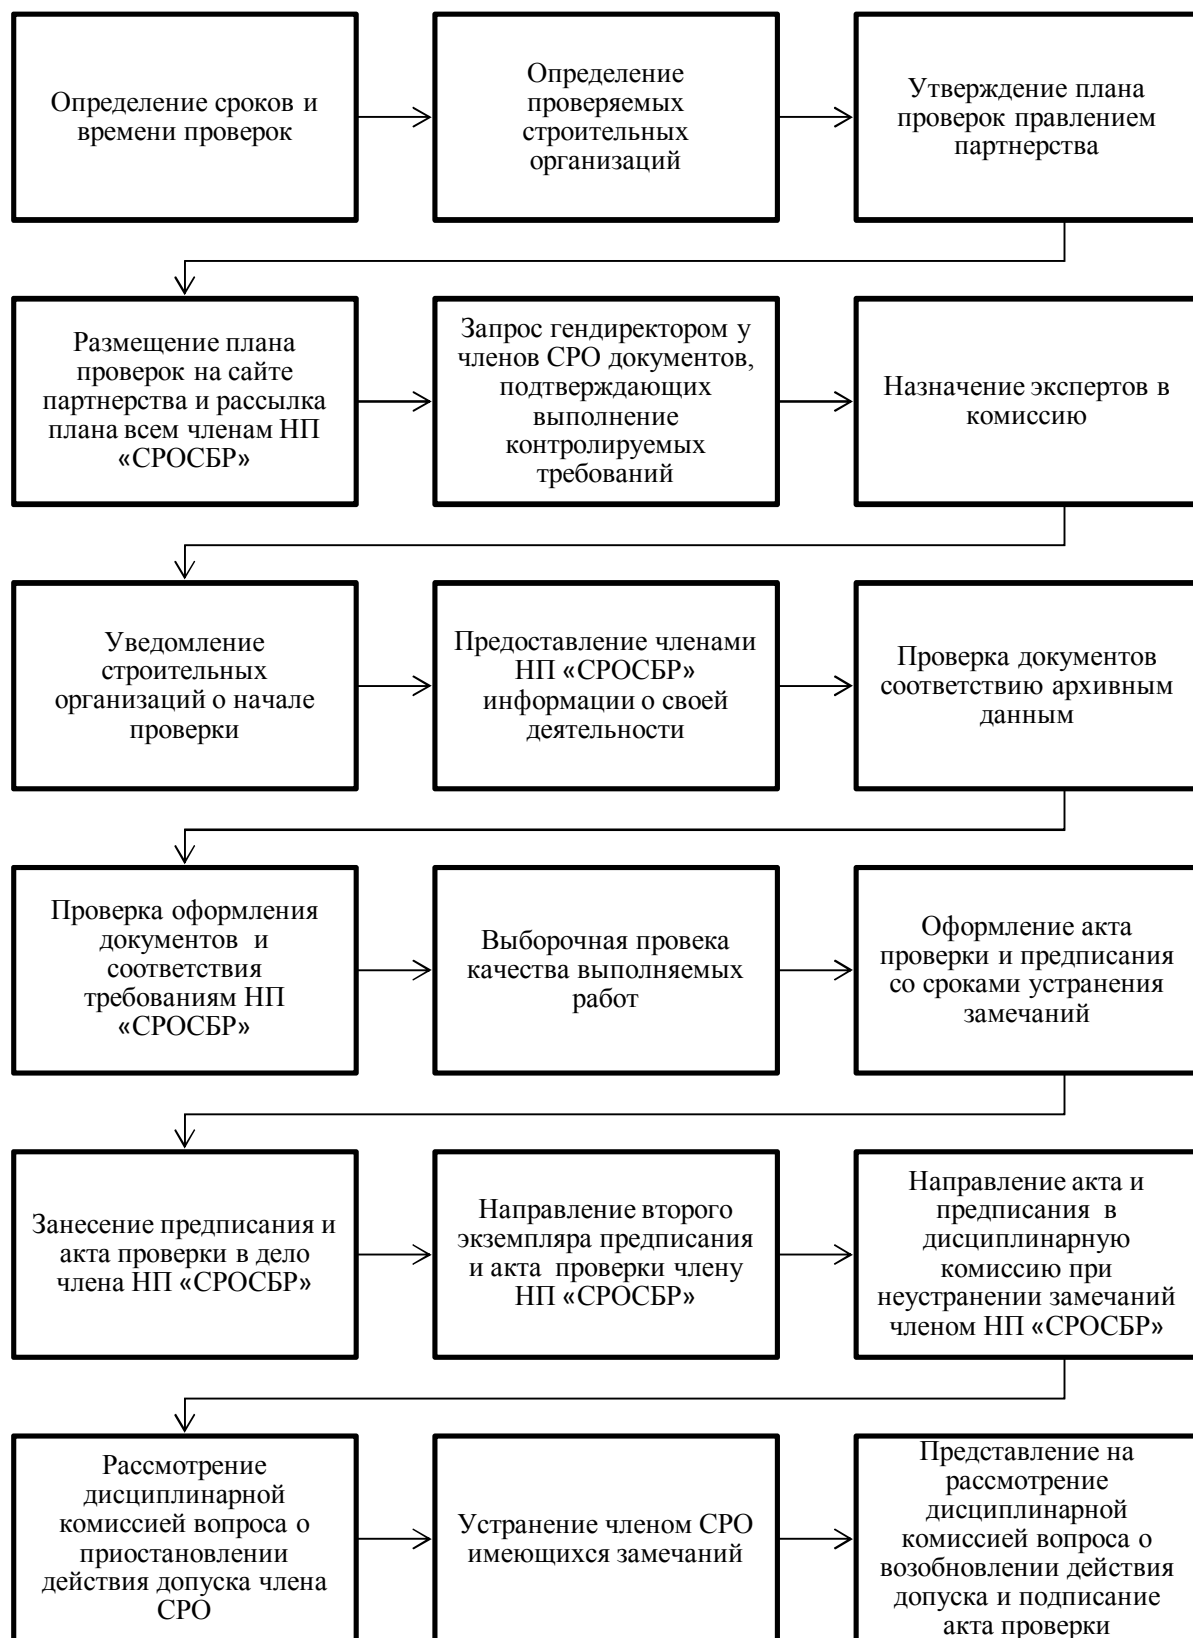 Определение сроков и
времени проверок
Определение
проверяемых
строительных
организаций
Утверждение плана
проверок правлением
партнерства
Размещение плана
проверок на сайте
партнерства и рассылка
плана всем членам НП
«СРОСБР»
Запрос гендиректором у
членов СРО документов,
подтверждающих
выполнение
контролируемых
требований
Назначение экспертов в
комиссию
Уведомление
строительных
организаций о начале
проверки
Предоставление членами
НП «СРОСБР»
информации о своей
деятельности
Проверка документов
соответствию архивным
данным
Проверка оформления
документов и
соответствия
требованиям НП
«СРОСБР»
Выборочная провека
качества выполняемых
работ
Оформление акта
проверки и предписания
со сроками устранения
замечаний
Занесение предписания и
акта проверки в дело
члена НП «СРОСБР»
Направление второго
экземпляра предписания
и акта проверки члену
НП «СРОСБР»
Направление акта и
предписания в
дисциплинарную
комиссию при
неустранении замечаний
членом НП «СРОСБР»
Рассмотрение
дисциплинарной
комиссией вопроса о
приостановлении
действия допуска члена
СРО
Устранение членом СРО
имеющихся замечаний
Представление на
рассмотрение
дисциплинарной
комиссией вопроса о
возобновлении действия
допуска и подписание
акта проверки